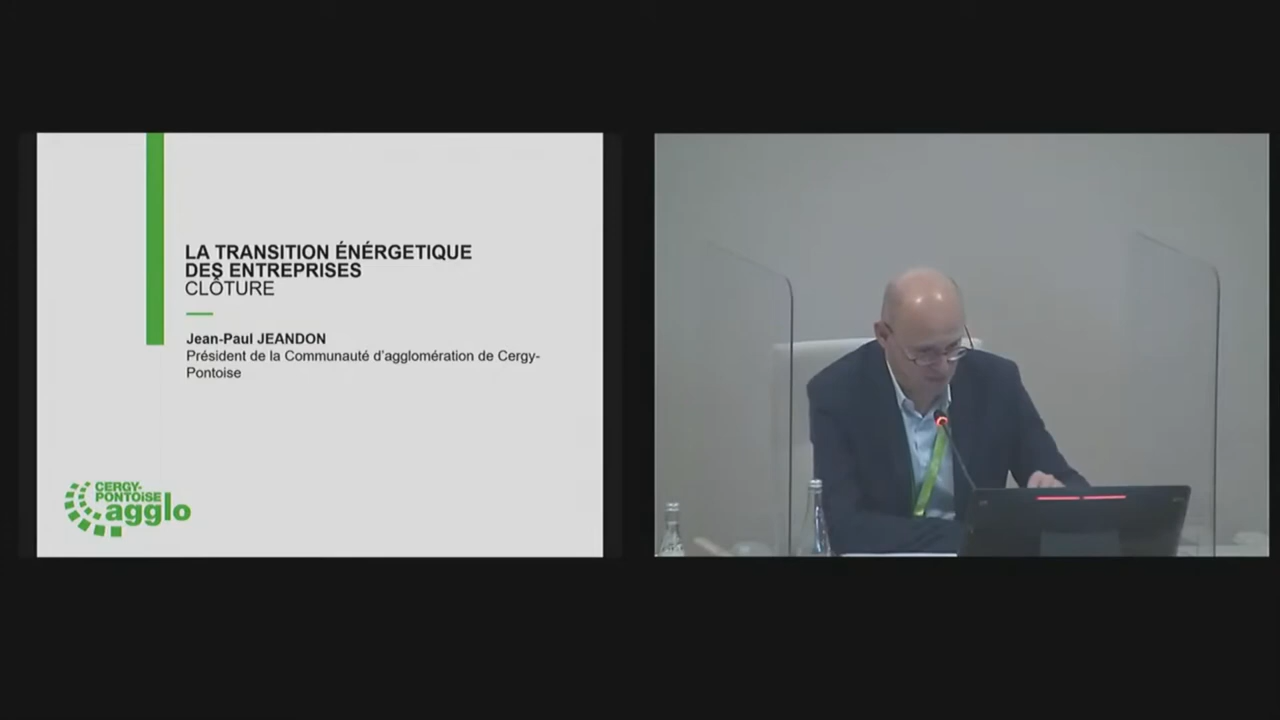 LA TRANSITION ÉNÉRGETIQUE
DES ENTREPRISES
CLÔTURE
Jean-Paul JEANDON
Président de la Communauté d'agglomération de Cergy-
Pontoise
CERGY-
PONTOISE
agglo